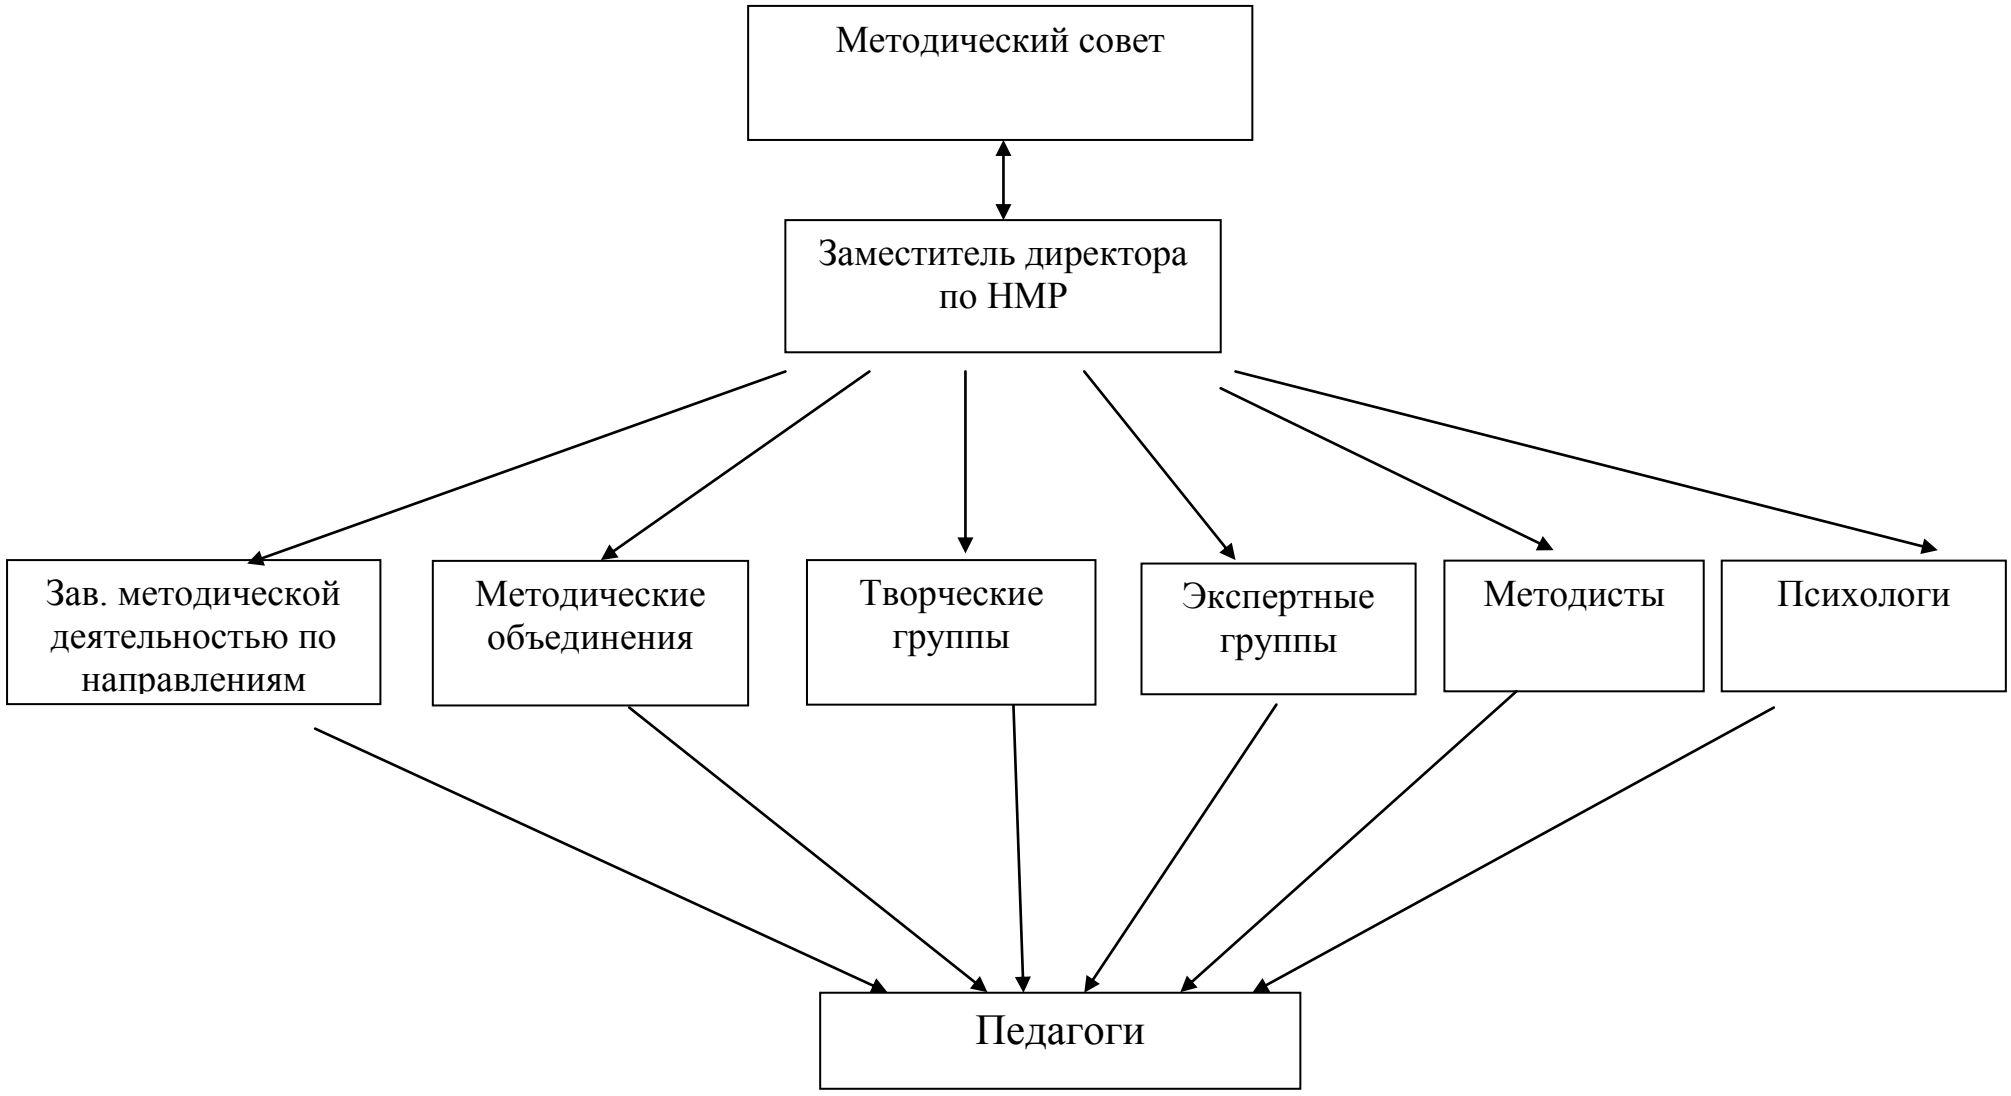 Методический совет
Заместитель директора
по НМР
Зав. методической
деятельностью по
направлениям
Методические
объединения
Творческие
группы
Экспертные
группы
Методисты
Психологи
Педагоги